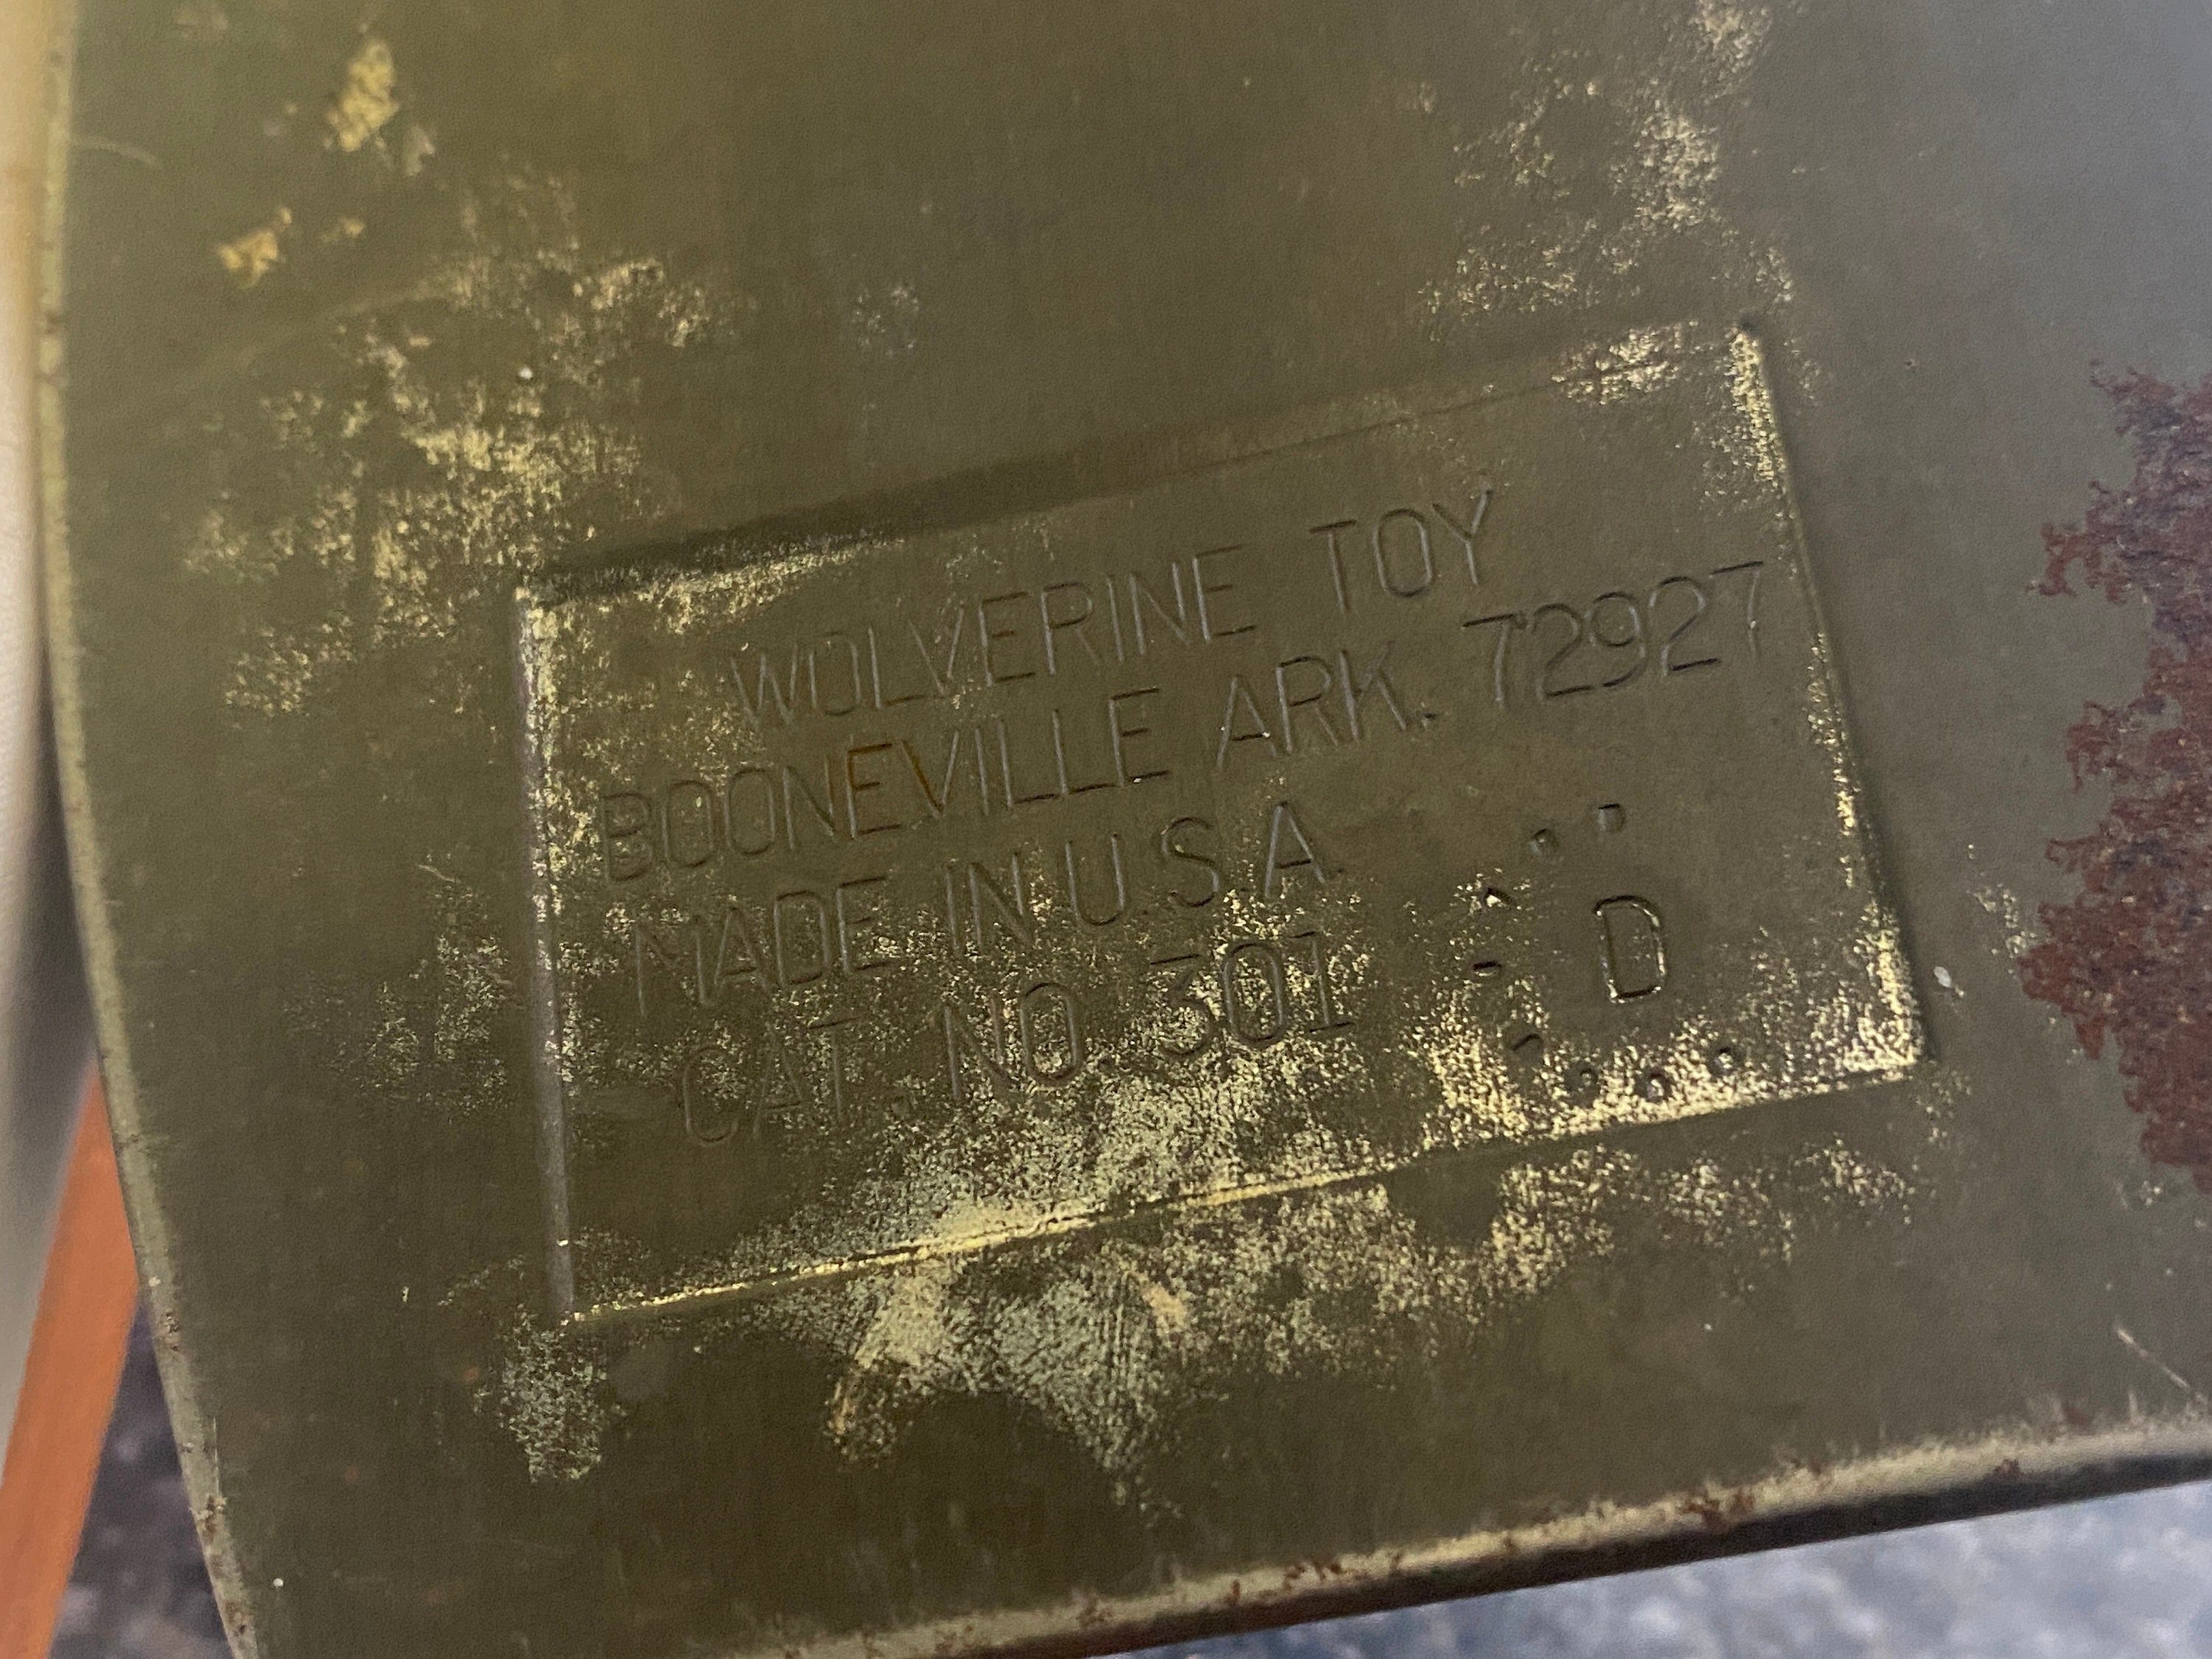 WOLVERINE TOY
BOONEVILLE ARK. 72927
MADE IN U.S.A.
CAT. NO. 301
D